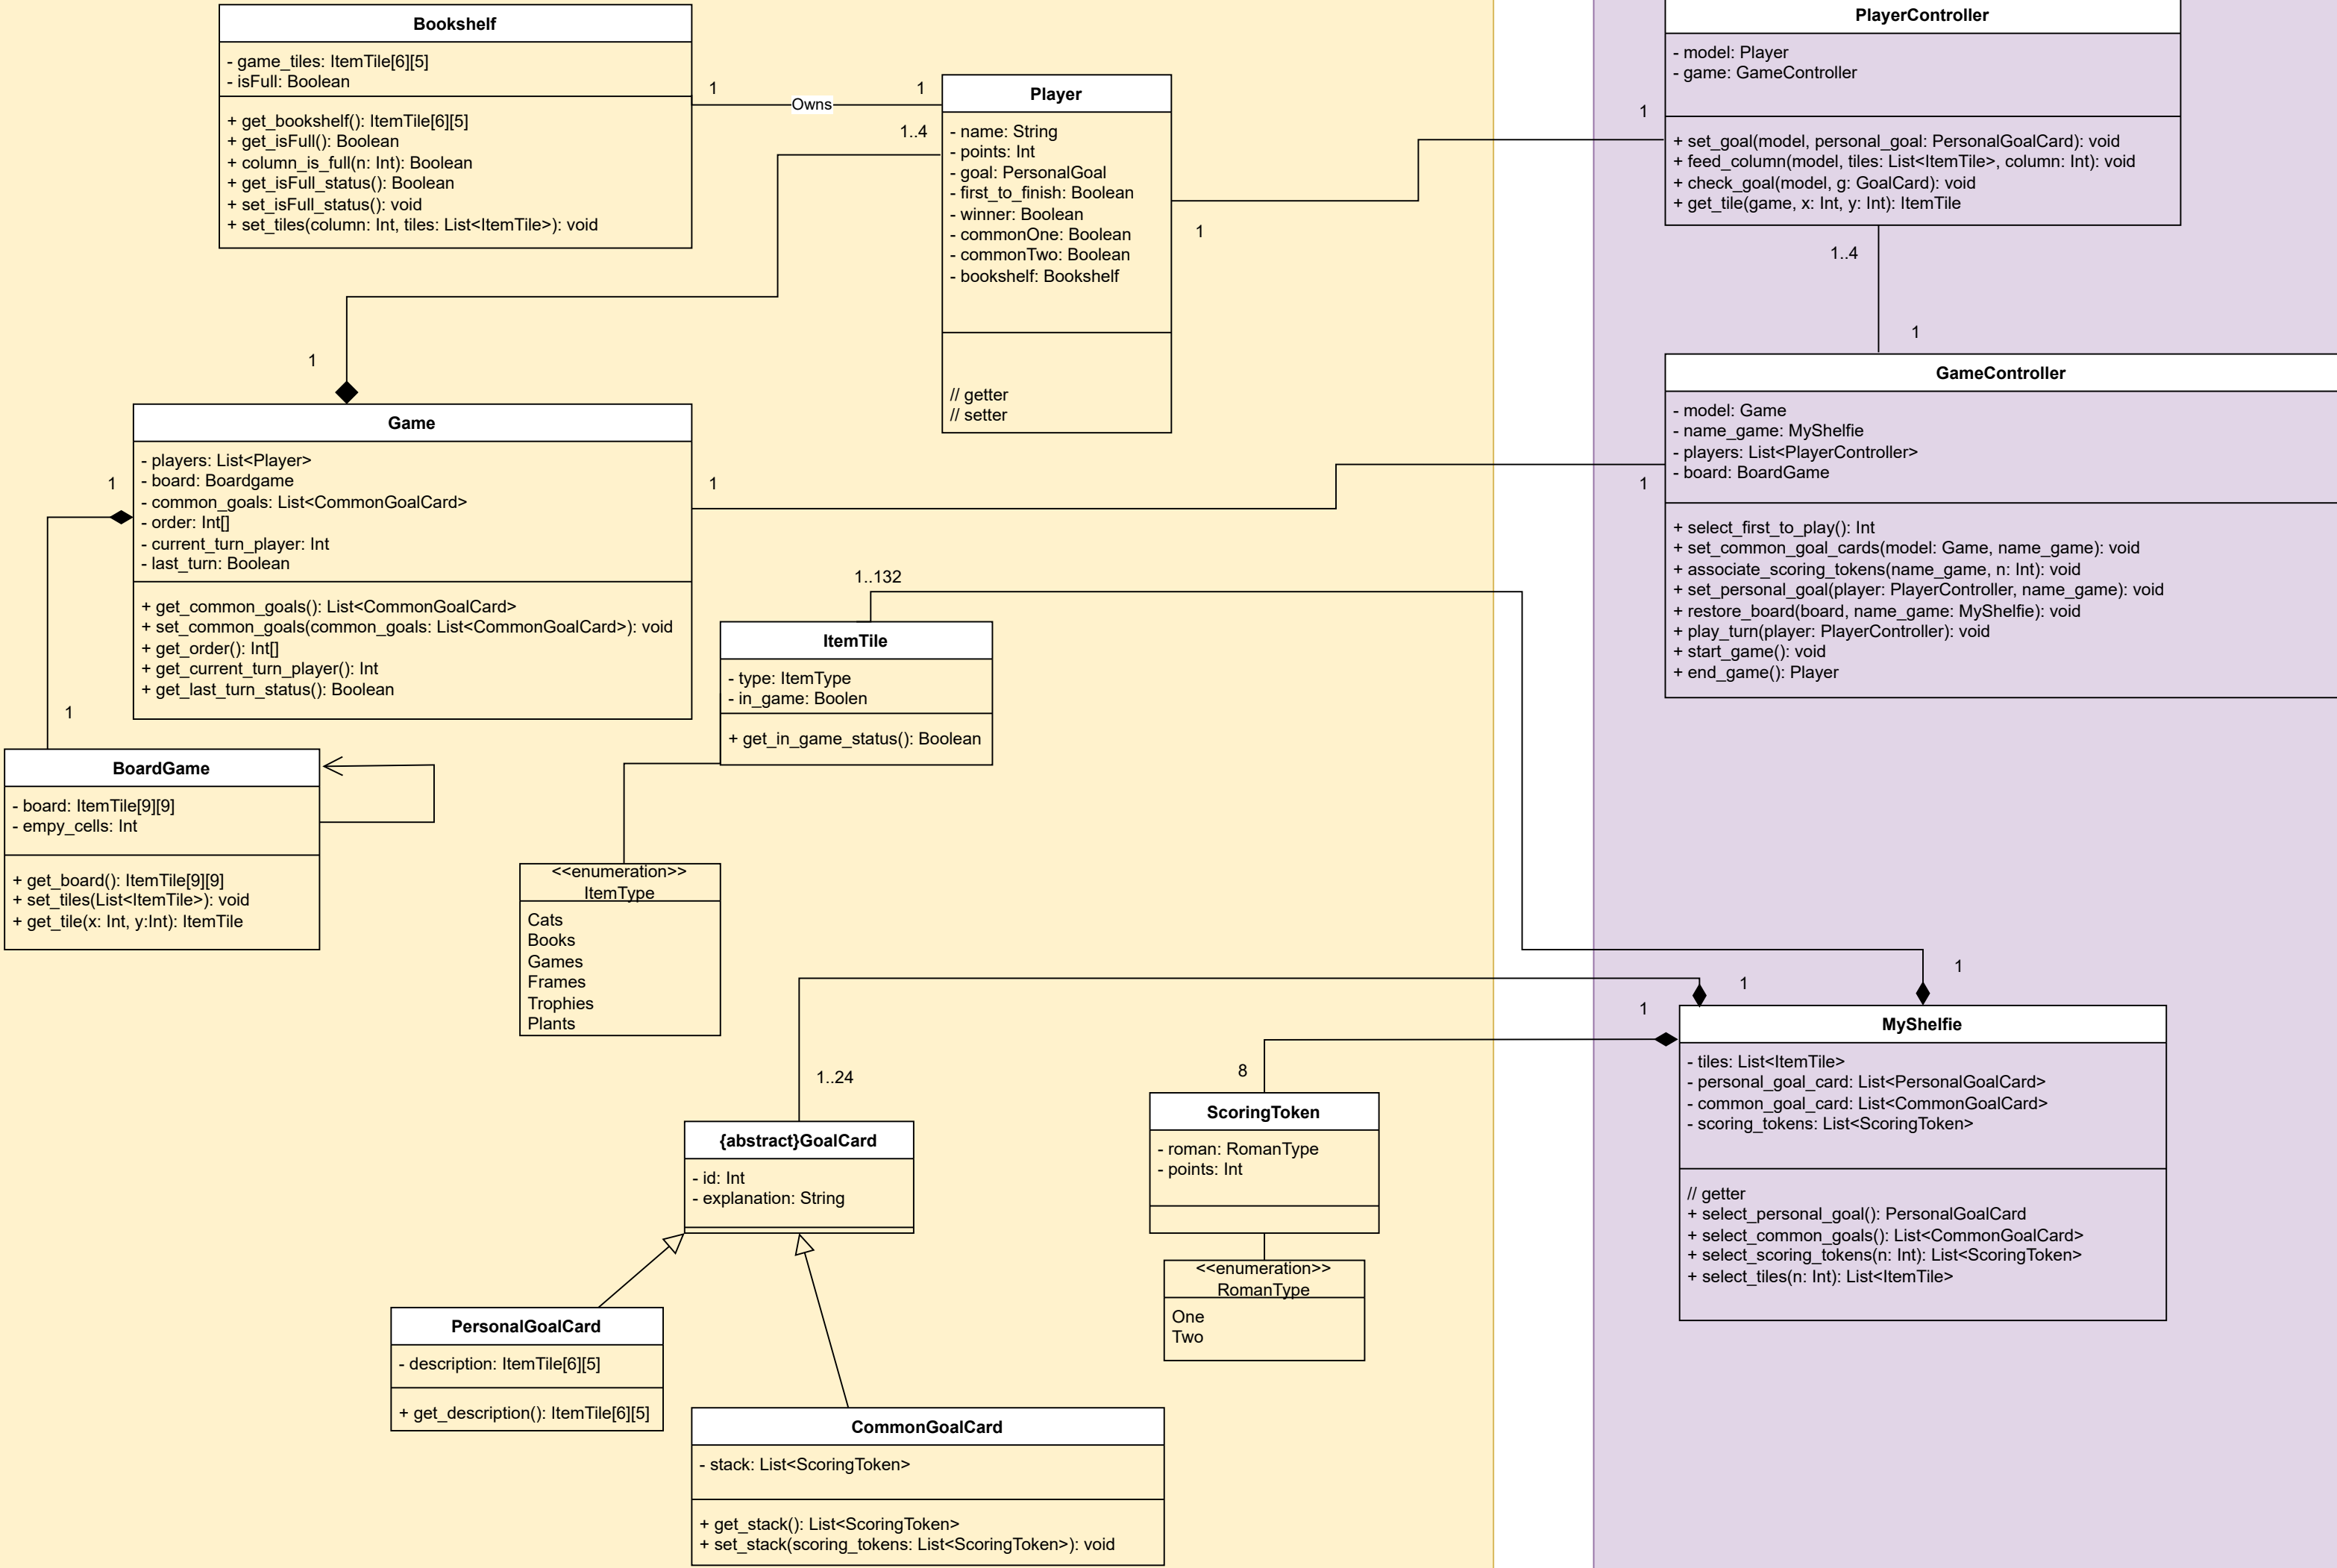 Bookshelf
- game_tiles: ItemTile[6][5]
- isFull: Boolean
+ get_bookshelf(): ItemTile[6][5]
+ get_isFull(): Boolean
+ column_is_full(n: Int): Boolean
+ get_isFull_status(): Boolean
+ set_isFull_status(): void
+ set_tiles(column: Int, tiles: List<ItemTile>): void
1
Owns
1
1..4
Player
- name: String
- points: Int
- goal: PersonalGoal
- first_to_finish: Boolean
- winner: Boolean
- commonOne: Boolean
- commonTwo: Boolean
- bookshelf: Bookshelf
// getter
// setter
1
1
PlayerController
- model: Player
- game: GameController
+ set_goal(model, personal_goal: PersonalGoalCard): void
+ feed_column(model, tiles: List<ItemTile>, column: Int): void
+ check_goal(model, g: GoalCard): void
+ get_tile(game, x: Int, y: Int): ItemTile
1..4
1
GameController
- model: Game
- name_game: MyShelfie
- players: List<PlayerController>
- board: BoardGame
+ select_first_to_play(): Int
+ set_common_goal_cards(model: Game, name_game): void
+ associate_scoring_tokens(name_game, n: Int): void
+ set_personal_goal(player: PlayerController, name_game): void
+ restore_board(board, name_game: MyShelfie): void
+ play_turn(player: PlayerController): void
+ start_game(): void
+ end_game(): Player
1
1
Game
- players: List<Player>
- board: Boardgame
- common_goals: List<CommonGoalCard>
- order: Int[]
- current_turn_player: Int
- last_turn: Boolean
+ get_common_goals(): List<CommonGoalCard>
+ set_common_goals(common_goals: List<CommonGoalCard>): void
+ get_order(): Int[]
+ get_current_turn_player(): Int
+ get_last_turn_status(): Boolean
1
1
1
1..132
ItemTile
- type: ItemType
- in_game: Boolen
+ get_in_game_status(): Boolean
BoardGame
- board: ItemTile[9][9]
- empy_cells: Int
+ get_board(): ItemTile[9][9]
+ set_tiles(List<ItemTile>): void
+ get_tile(x: Int, y:Int): ItemTile
<<enumeration>>
ItemType
Cats
Books
Games
Frames
Trophies
Plants
1
1
1
MyShelfie
- tiles: List<ItemTile>
- personal_goal_card: List<PersonalGoalCard>
- common_goal_card: List<CommonGoalCard>
- scoring_tokens: List<ScoringToken>
// getter
+ select_personal_goal(): PersonalGoalCard
+ select_common_goals(): List<CommonGoalCard>
+ select_scoring_tokens(n: Int): List<ScoringToken>
+ select_tiles(n: Int): List<ItemTile>
1..24
{abstract}GoalCard
- id: Int
- explanation: String
8
ScoringToken
- roman: RomanType
- points: Int
<<enumeration>>
RomanType
One
Two
PersonalGoalCard
- description: ItemTile[6][5]
+ get_description(): ItemTile[6][5]
CommonGoalCard
- stack: List<ScoringToken>
+ get_stack(): List<ScoringToken>
+ set_stack(scoring_tokens: List<ScoringToken>): void